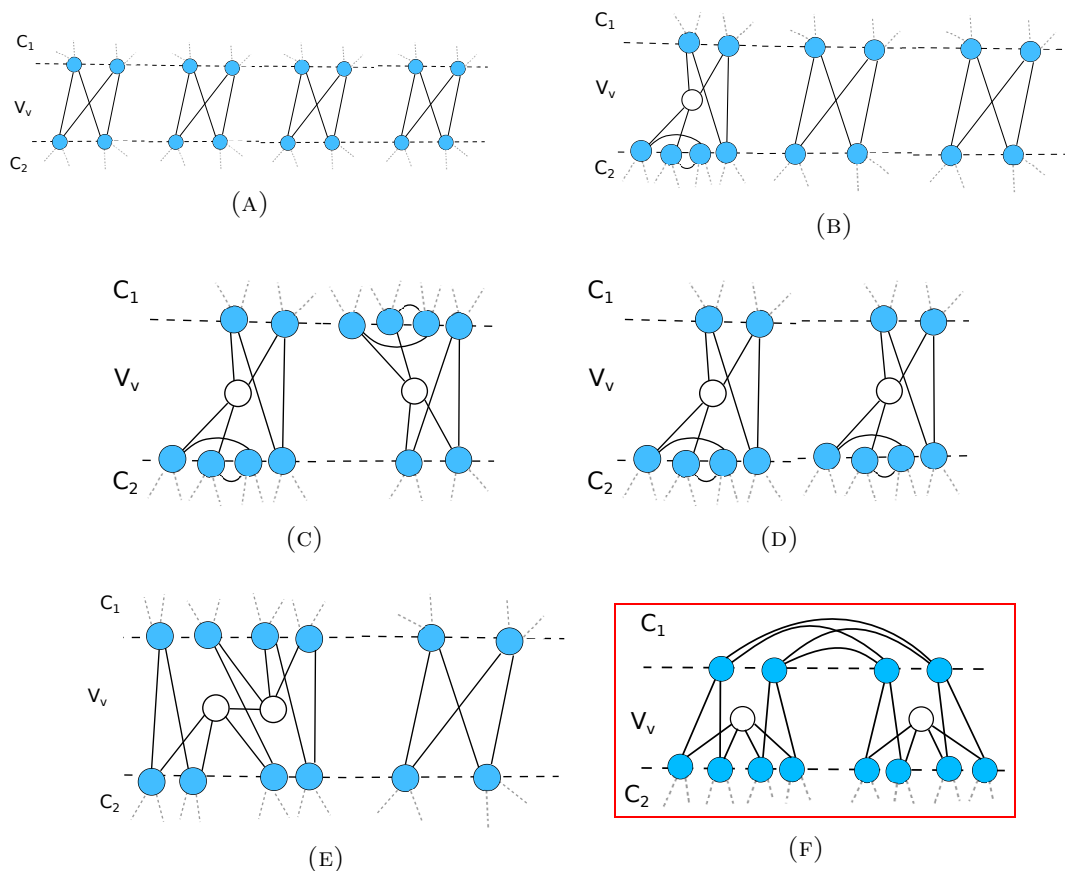 C₁
Vᵥ
C₂
(A)
C₁
Vᵥ
C₂
(B)
C₁
Vᵥ
C₂
(C)
C₁
Vᵥ
C₂
(D)
C₁
Vᵥ
C₂
(E)
C₁
Vᵥ
C₂
(F)